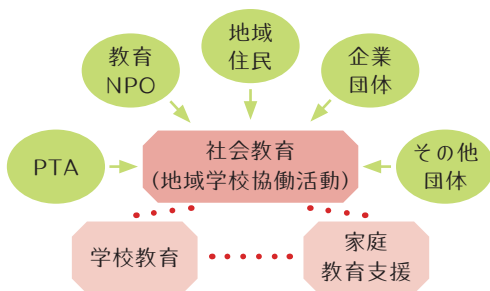 地域
住民
教育
NPO
企業
団体
PTA
社会教育
(地域学校協働活動)
その他
団体
学校教育
家庭
教育支援